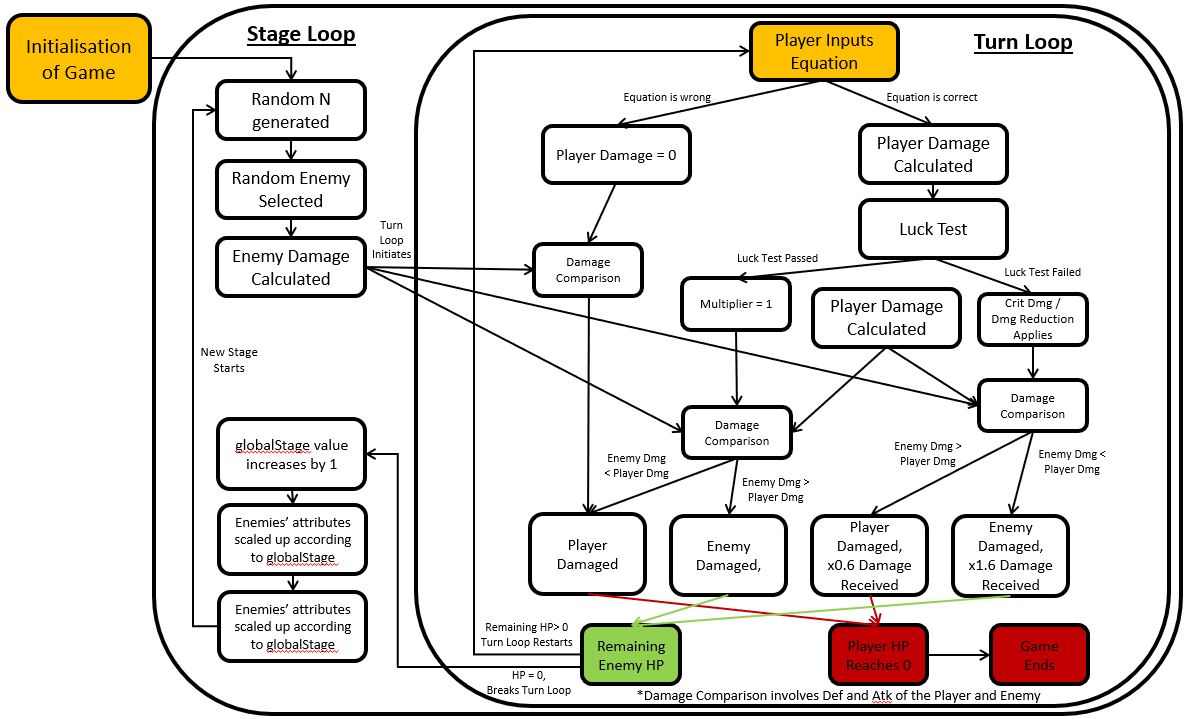 Initialisation
of Game
Stage Loop
Random N
generated
Random Enemy
Selected
Enemy Damage
Calculated
Turn
Loop
Initiates
New Stage
Starts
globalStage value
increases by 1
Enemies' attributes
scaled up according
to globalStage
Enemies' attributes
scaled up according
to globalStage
Turn Loop
Player Inputs
Equation
Equation is wrong
Equation is correct
Player Damage = 0
Player Damage
Calculated
Luck Test
Damage
Comparison
Luck Test Passed
Luck Test Failed
Multiplier = 1
Player Damage
Calculated
Crit Dmg /
Dmg Reduction
Applies
Damage
Comparison
Damage
Comparison
Enemy Dmg
< Player Dmg
Enemy Dmg >
Player Dmg
Enemy Dmg >
Player Dmg
Enemy Dmg <
Player Dmg
Player
Damaged
Enemy
Damaged,
Player
Damaged,
x0.6 Damage
Received
Enemy
Damaged,
x1.6 Damage
Received
Remaining HP> 0
Turn Loop Restarts
Remaining
Enemy HP
Player HP
Reaches 0
Game
Ends
HP = 0,
Breaks Turn Loop
*Damage Comparison involves Def and Atk of the Player and Enemy